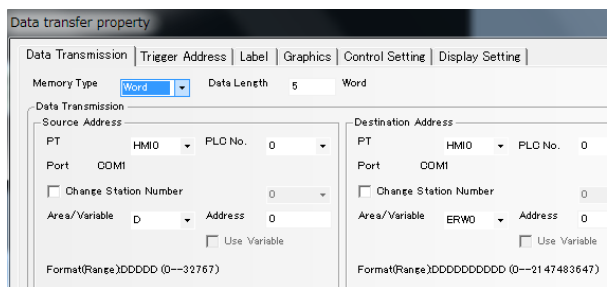 Data transfer property
Data Transmission Trigger Address Label Graphics Control Setting Display Setting
Memory Type Word Data Length 5 Word
Data Transmission
Source Address Destination Address
PT HMI0 PLC No. 0 PT HMI0 PLC No. 0
Port COM1 Port COM1
Change Station Number 0 Change Station Number 0
Area/Variable D Address 0 Area/Variable ERW0 Address 0
Use Variable Use Variable
Format(Range):DDDDD (0--32767) Format(Range):DDDDDDDDDD (0--2147483647)